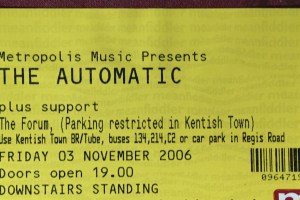 Metropolis Music Presents
THE AUTOMATIC
plus support
The Forum, (Parking restricted in Kentish Town)
Use Kentish Town BR/Tube, buses 134,214,C2 or car park in Regis Road
FRIDAY 03 NOVEMBER 2006
Doors open 19.00
DOWNSTAIRS STANDING